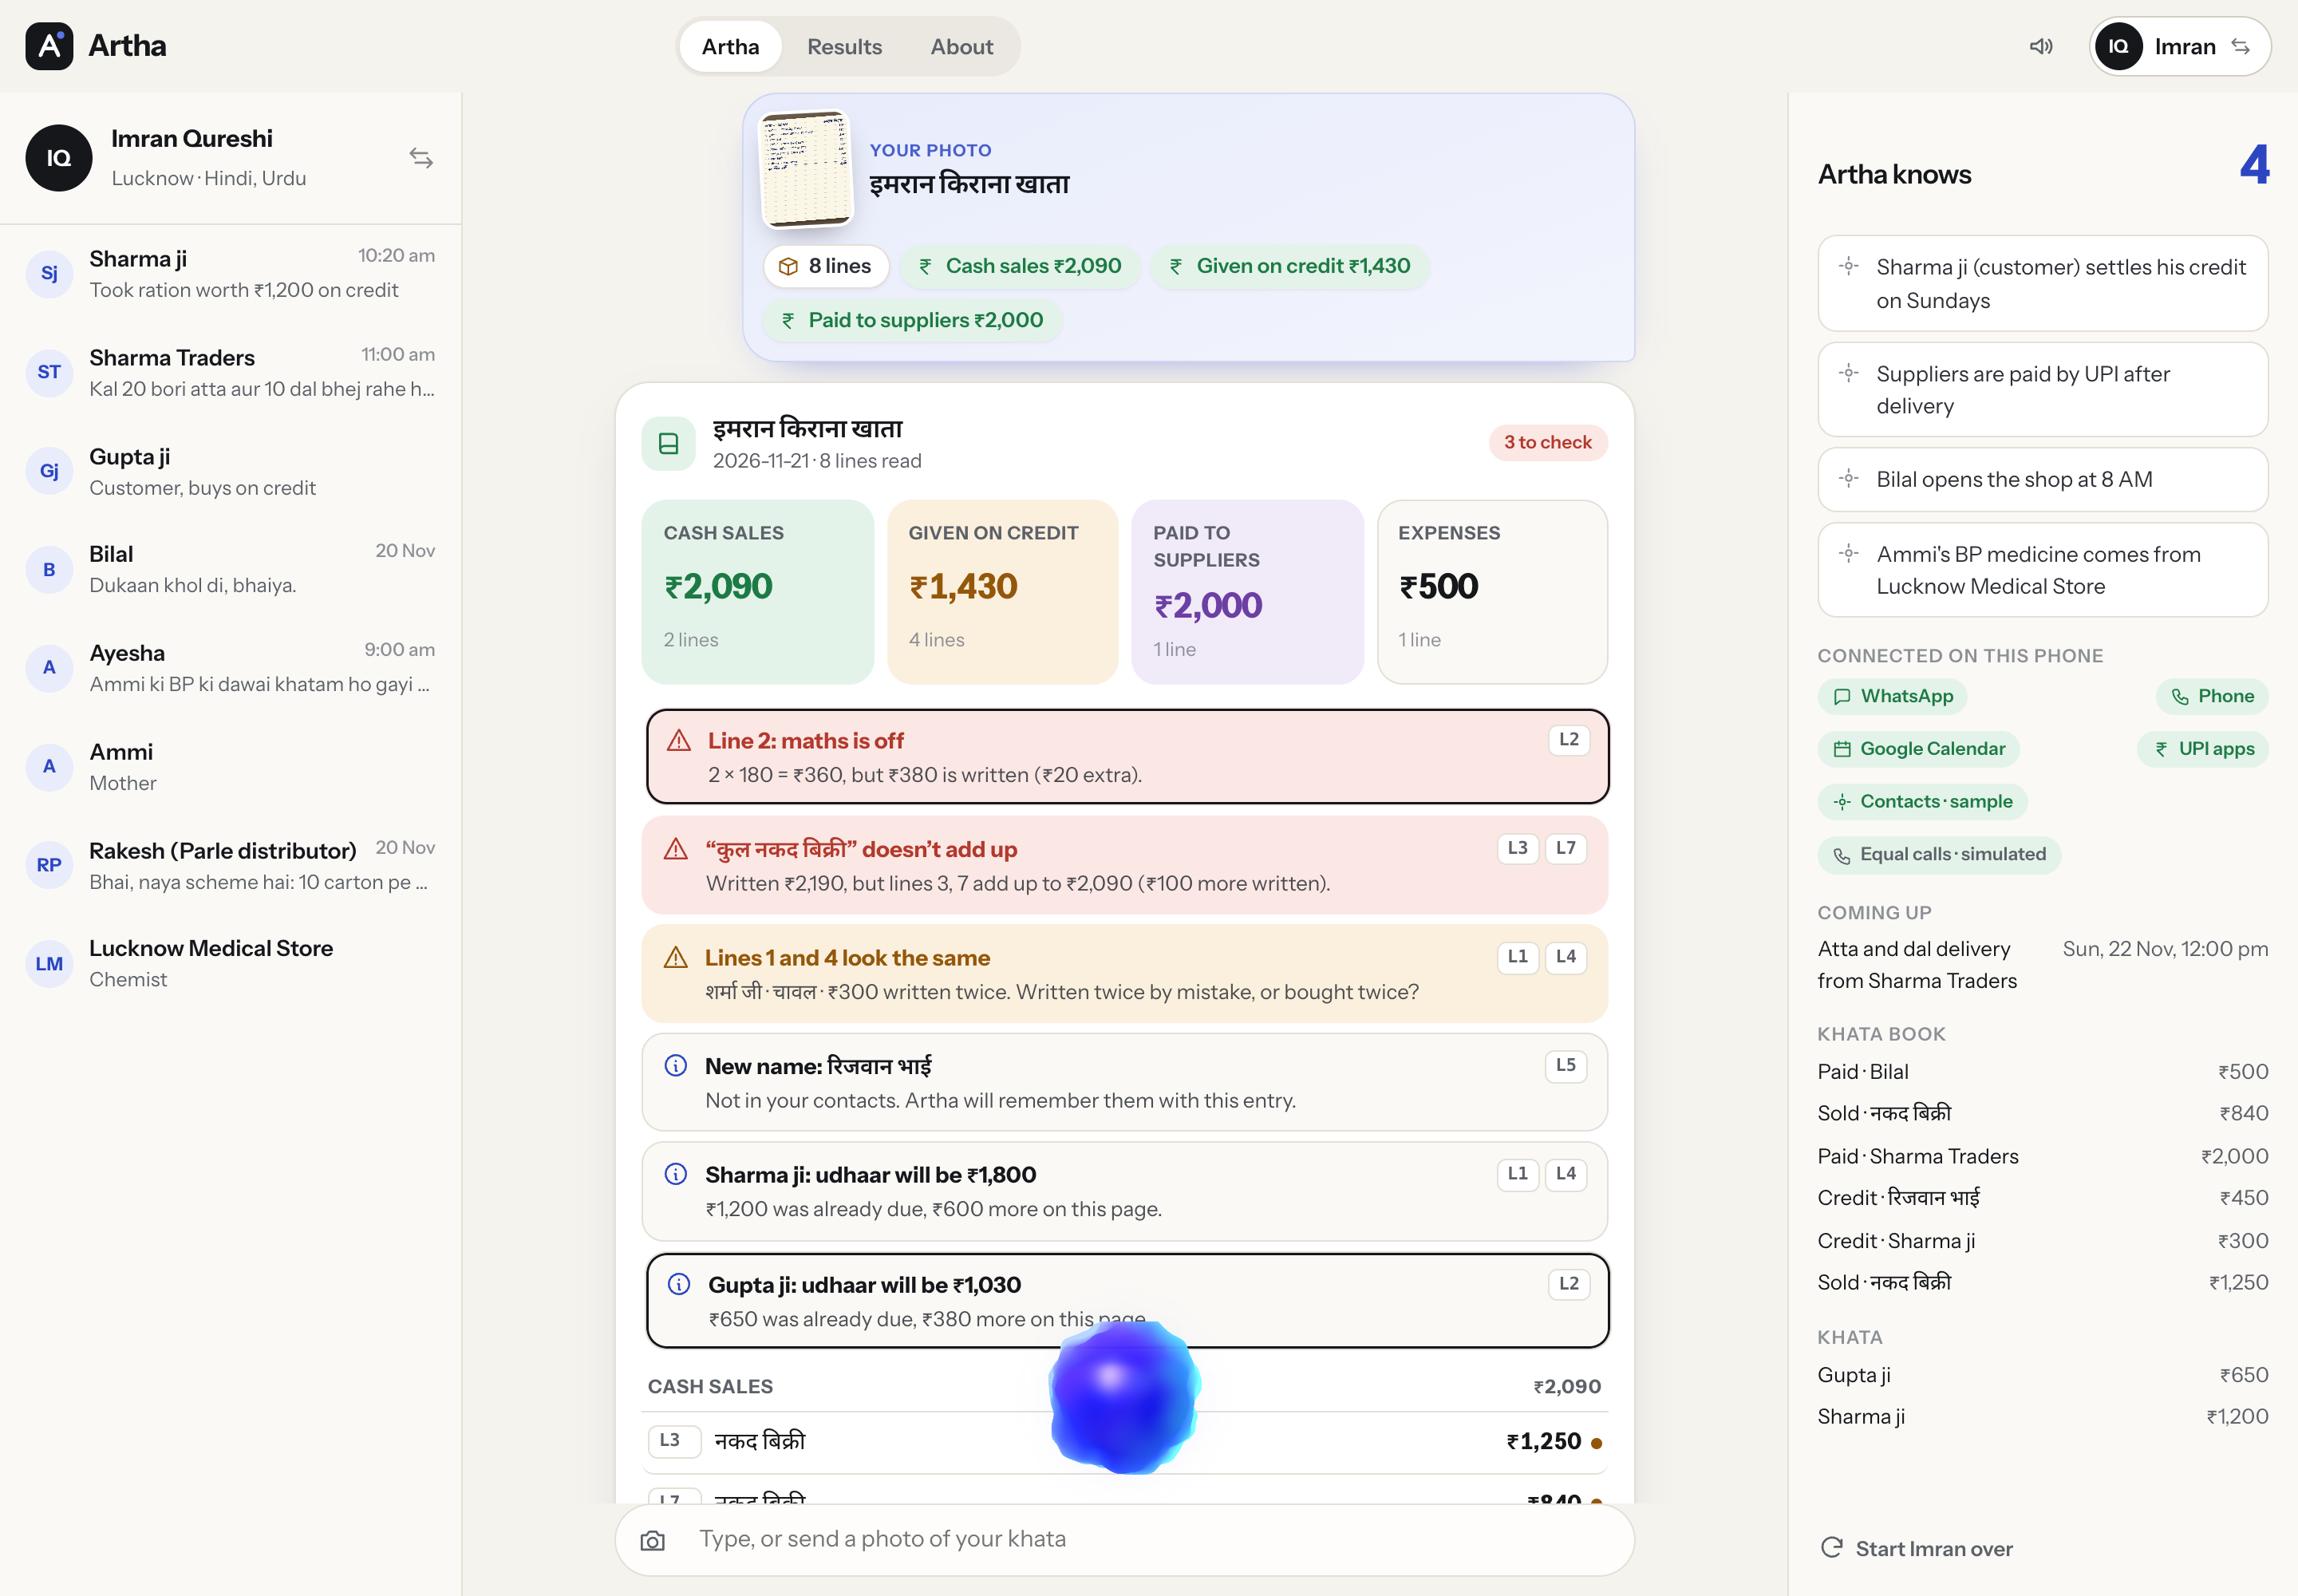 Artha
Artha
Results
About
IQ
Imran
IQ
Imran Qureshi
Lucknow · Hindi, Urdu
Sj
Sharma ji
10:20 am
Took ration worth ₹1,200 on credit
ST
Sharma Traders
11:00 am
Kal 20 bori atta aur 10 dal bhej rahe h...
Gj
Gupta ji
Customer, buys on credit
B
Bilal
20 Nov
Dukaan khol di, bhaiya.
A
Ayesha
9:00 am
Ammi ki BP ki dawai khatam ho gayi ...
A
Ammi
Mother
RP
Rakesh (Parle distributor)
20 Nov
Bhai, naya scheme hai: 10 carton pe ...
LM
Lucknow Medical Store
Chemist
YOUR PHOTO
इमरान किराना खाता
8 lines
₹ Cash sales ₹2,090
₹ Given on credit ₹1,430
₹ Paid to suppliers ₹2,000
इमरान किराना खाता
2026-11-21 · 8 lines read
3 to check
CASH SALES
₹2,090
2 lines
GIVEN ON CREDIT
₹1,430
4 lines
PAID TO
SUPPLIERS
₹2,000
1 line
EXPENSES
₹500
1 line
Line 2: maths is off
L2
2 × 180 = ₹360, but ₹380 is written (₹20 extra).
“कुल नकद बिक्री” doesn’t add up
L3 L7
Written ₹2,190, but lines 3, 7 add up to ₹2,090 (₹100 more written).
Lines 1 and 4 look the same
L1 L4
शर्मा जी · चावल · ₹300 written twice. Written twice by mistake, or bought twice?
New name: रिजवान भाई
L5
Not in your contacts. Artha will remember them with this entry.
Sharma ji: udhaar will be ₹1,800
L1 L4
₹1,200 was already due, ₹600 more on this page.
Gupta ji: udhaar will be ₹1,030
L2
₹650 was already due, ₹380 more on this page
CASH SALES
₹2,090
L3 नकद बिक्री
₹1,250
L7 नकद बिक्री
₹840
Type, or send a photo of your khata
Artha knows
4
Sharma ji (customer) settles his credit
on Sundays
Suppliers are paid by UPI after
delivery
Bilal opens the shop at 8 AM
Ammi's BP medicine comes from
Lucknow Medical Store
CONNECTED ON THIS PHONE
WhatsApp
Phone
Google Calendar
₹ UPI apps
Contacts · sample
Equal calls · simulated
COMING UP
Atta and dal delivery
from Sharma Traders
Sun, 22 Nov, 12:00 pm
KHATA BOOK
Paid · Bilal
₹500
Sold · नकद बिक्री
₹840
Paid · Sharma Traders
₹2,000
Credit · रिजवान भाई
₹450
Credit · Sharma ji
₹300
Sold · नकद बिक्री
₹1,250
KHATA
Gupta ji
₹650
Sharma ji
₹1,200
Start Imran over